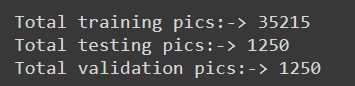 Total training pics:-> 35215
Total testing pics:-> 1250
Total validation pics:-> 1250